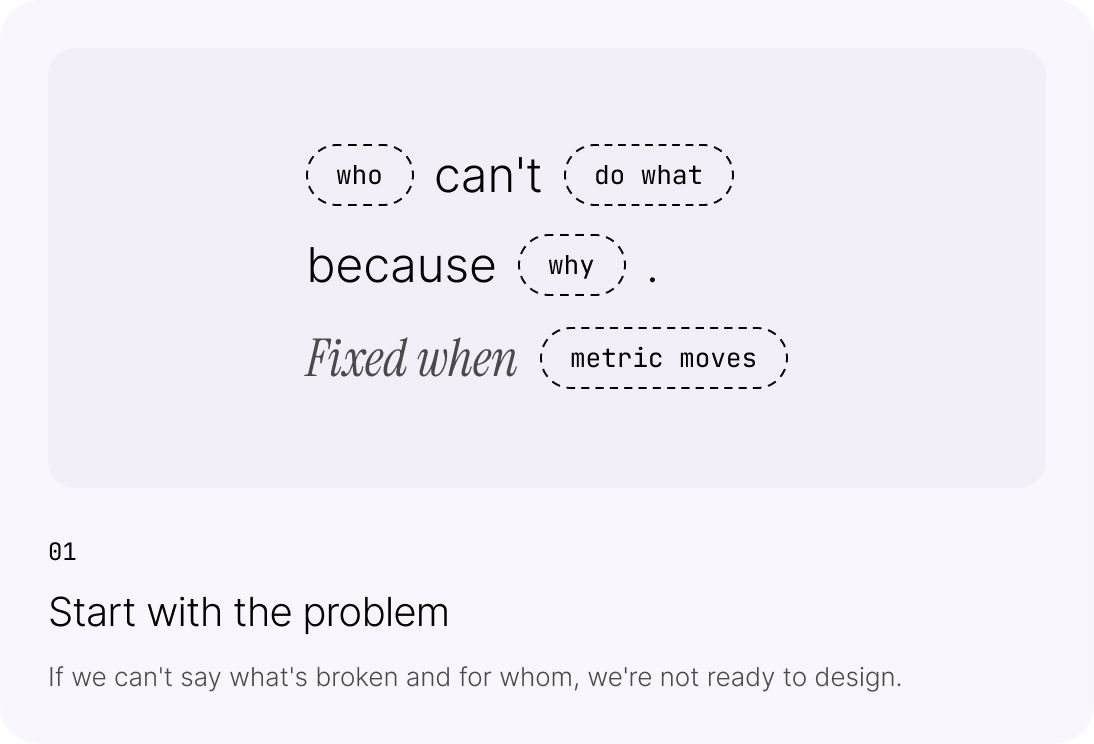 who can't do what
because why .
Fixed when metric moves
01
Start with the problem
If we can't say what's broken and for whom, we're not ready to design.